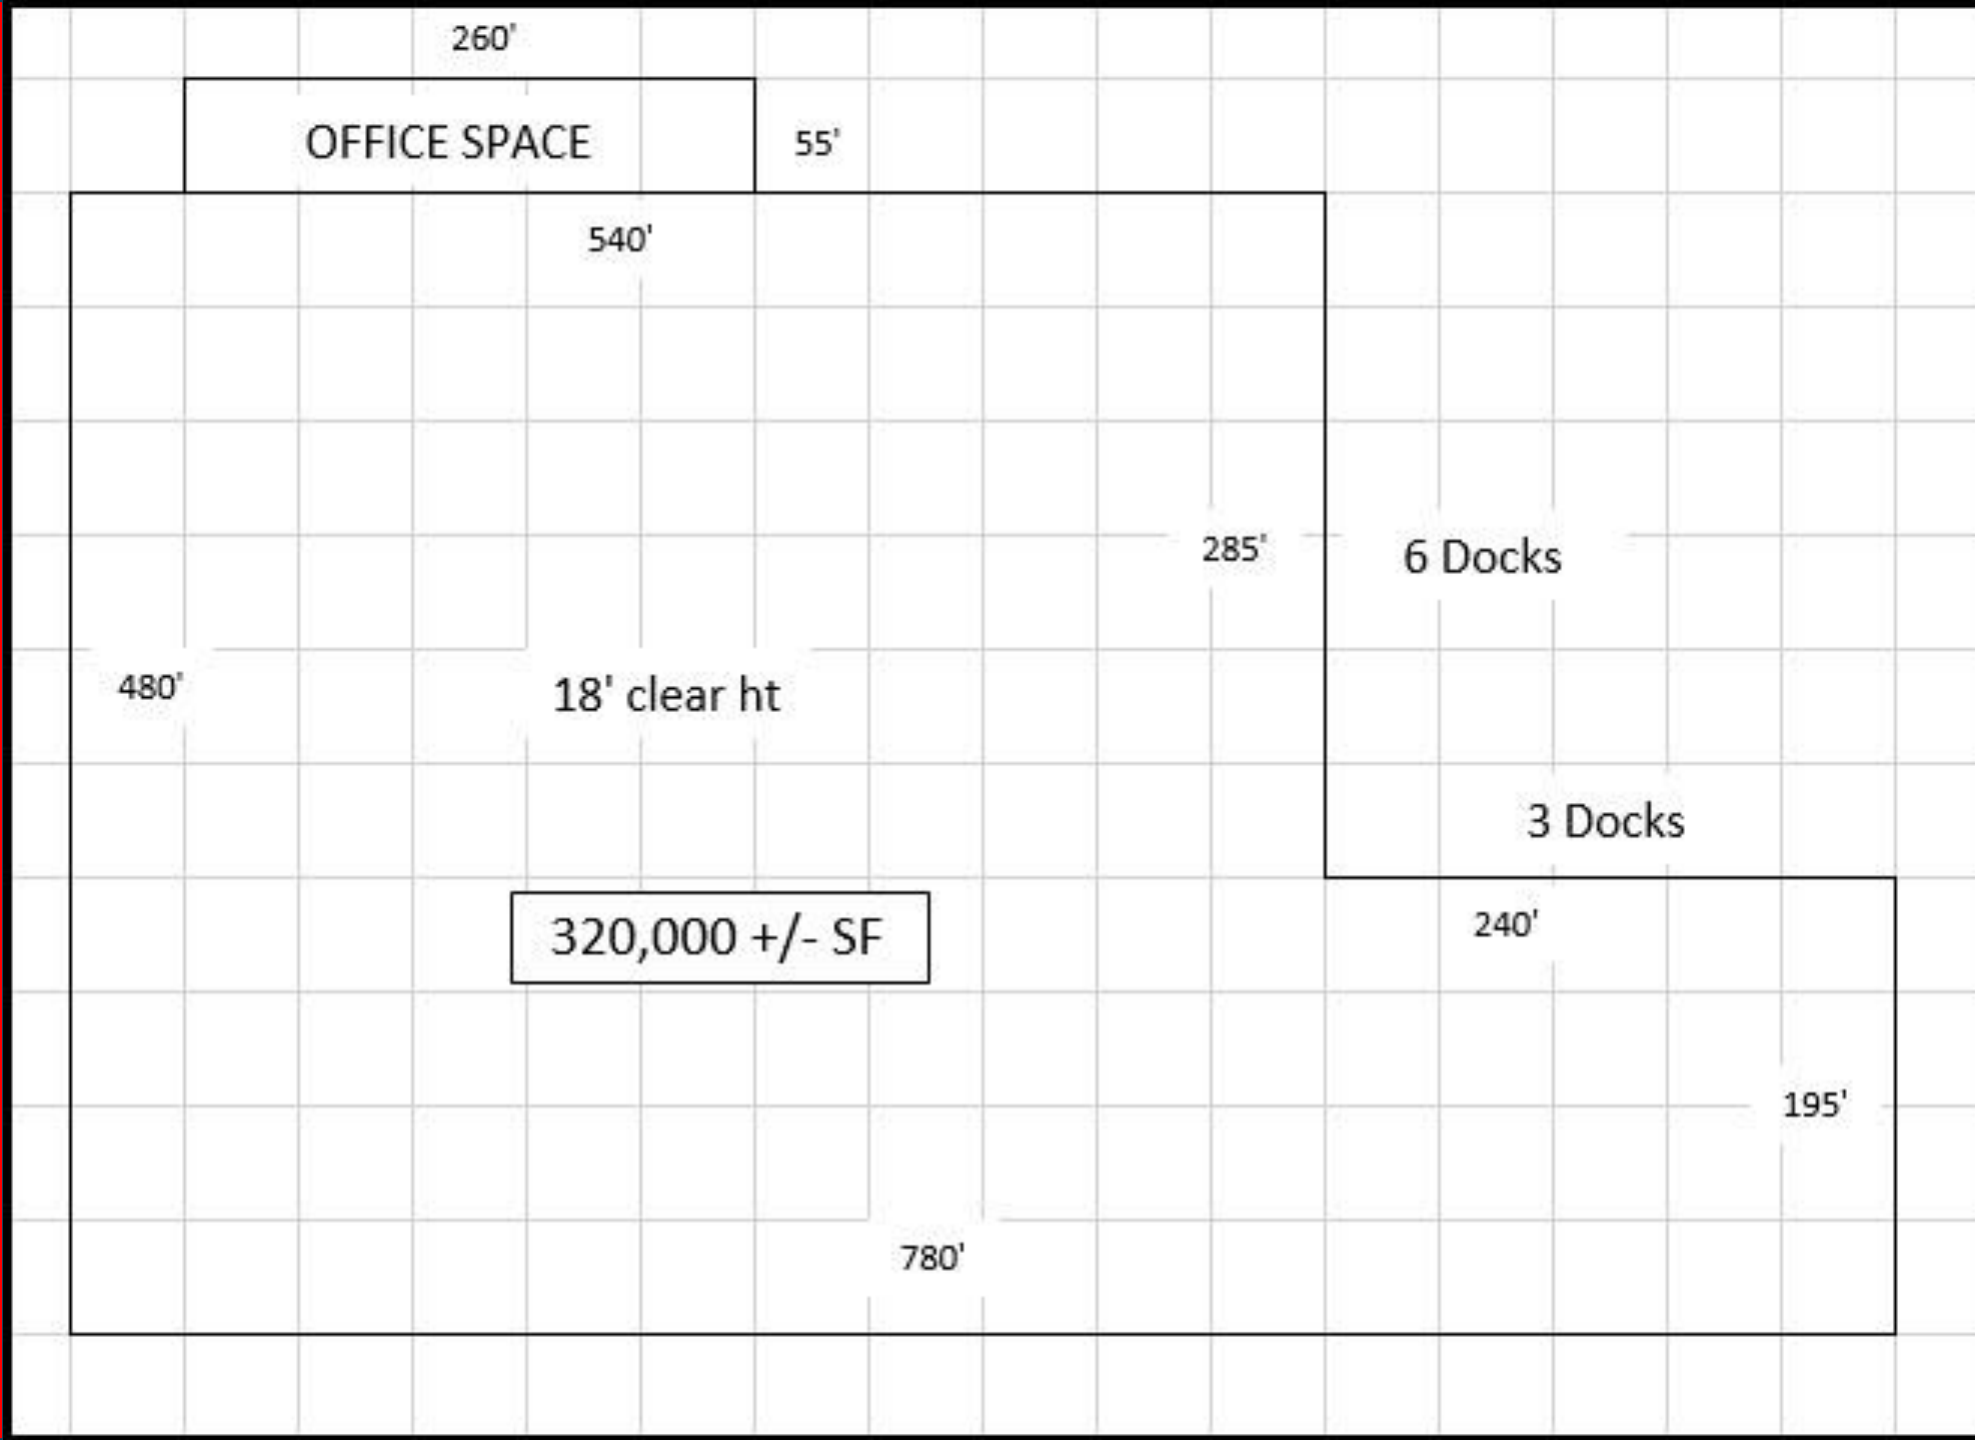 260'
OFFICE SPACE
55'
540'
285'
6 Docks
480'
18' clear ht
3 Docks
240'
320,000 +/- SF
195'
780'